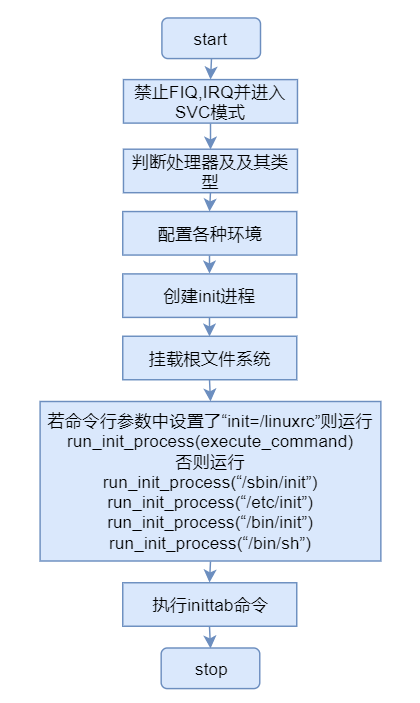 start
禁止FIQ,IRQ并进入
SVC模式
判断处理器及及其类
型
配置各种环境
创建init进程
挂载根文件系统
若命令行参数中设置了“init=/linuxrc”则运行
run_init_process(execute_command)
否则运行
run_init_process(“/sbin/init”)
run_init_process(“/etc/init”)
run_init_process(“/bin/init”)
run_init_process(“/bin/sh”)
执行inittab命令
stop